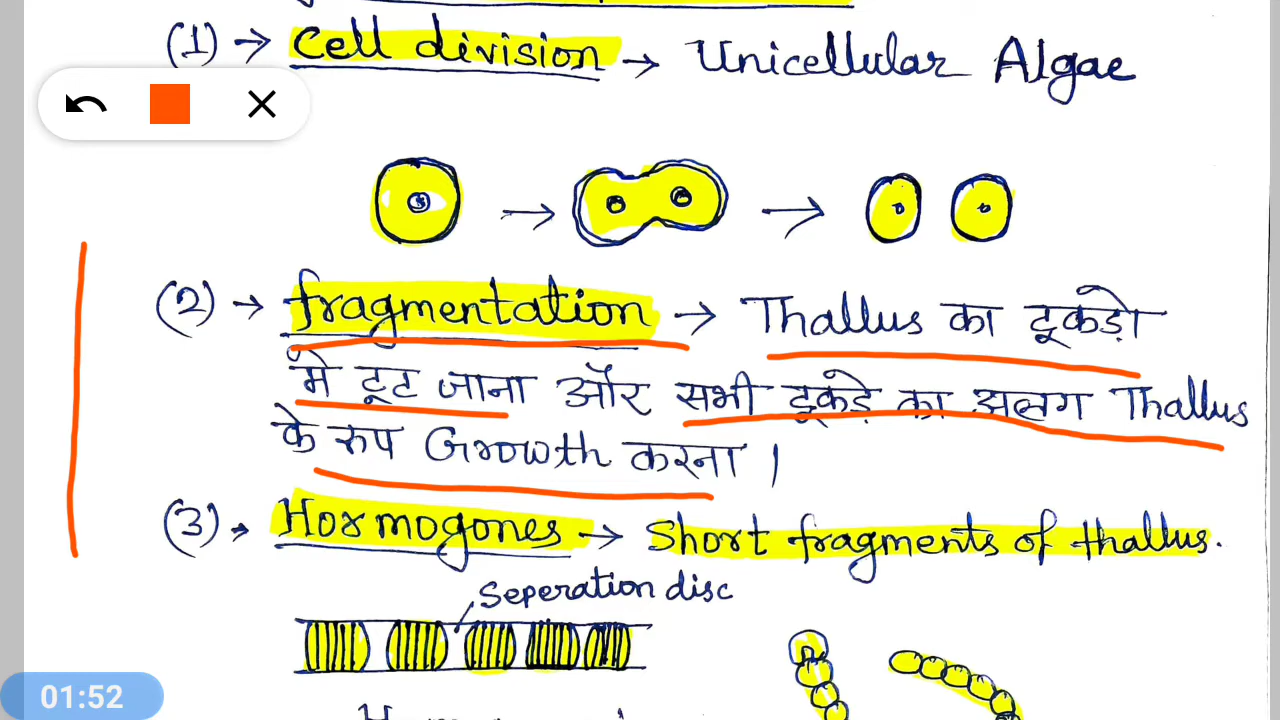 (1) → Cell division → Unicellular Algae
(2) → fragmentation → Thallus का टूकड़ो
मे टूट जाना और सभी टूकड़े का अलग Thallus
के रुप Growth करना ।
(3) → Hormogones → Short fragments of thallus.
Seperation disc
01:52